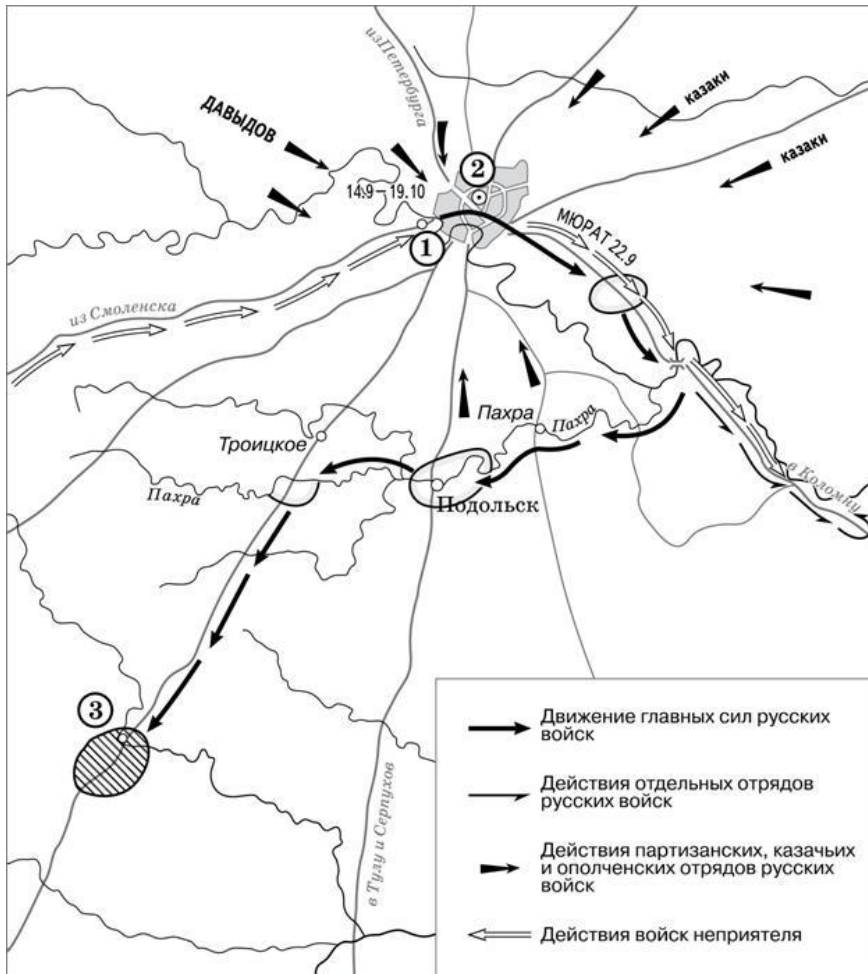 из Петербурга
ДАВЫДОВ
казаки
казаки
2
14.9 – 19.10
1
МЮРАТ 22.9
из Смоленска
Пахра
Пахра
Троицкое
Пахра
Подольск
в Коломну
3
в Тулу и Серпухов
Движение главных сил русских
войск
Действия отдельных отрядов
русских войск
Действия партизанских, казачьих
и ополченских отрядов русских
войск
Действия войск неприятеля